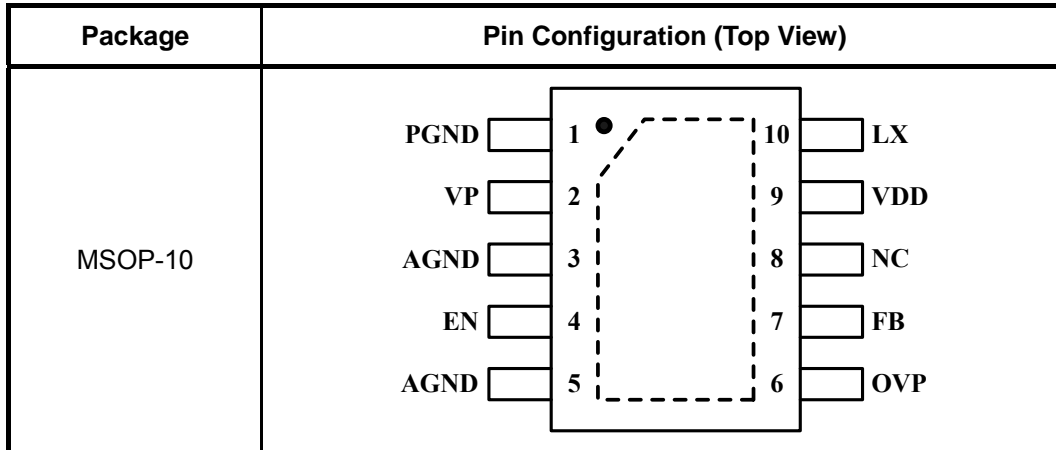 Package Pin Configuration (Top View)
MSOP-10
PGND 1 10 LX
VP 2 9 VDD
AGND 3 8 NC
EN 4 7 FB
AGND 5 6 OVP